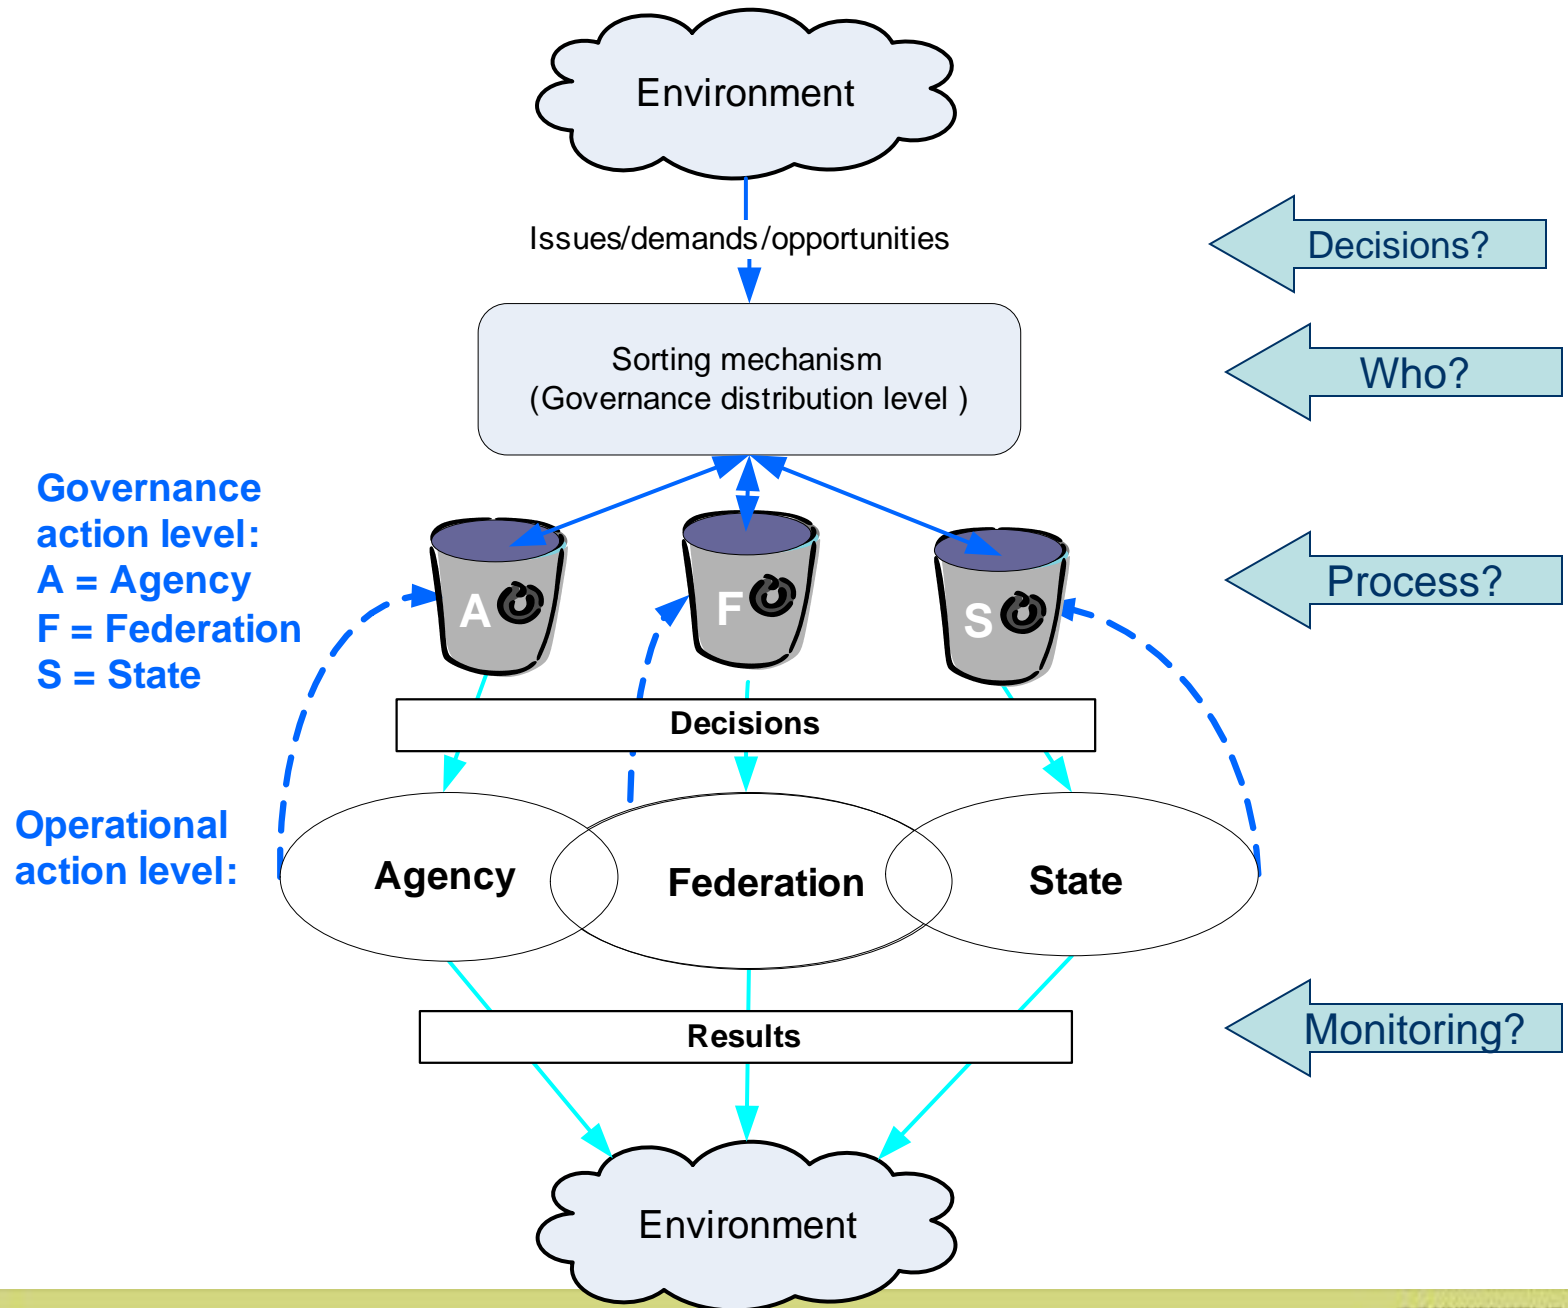 Environment
Issues/demands/opportunities
Decisions?
Sorting mechanism
(Governance distribution level )
Who?
Governance
action level:
A = Agency
F = Federation
S = State
A
F
S
Process?
Decisions
Operational
action level:
Agency
Federation
State
Results
Monitoring?
Environment